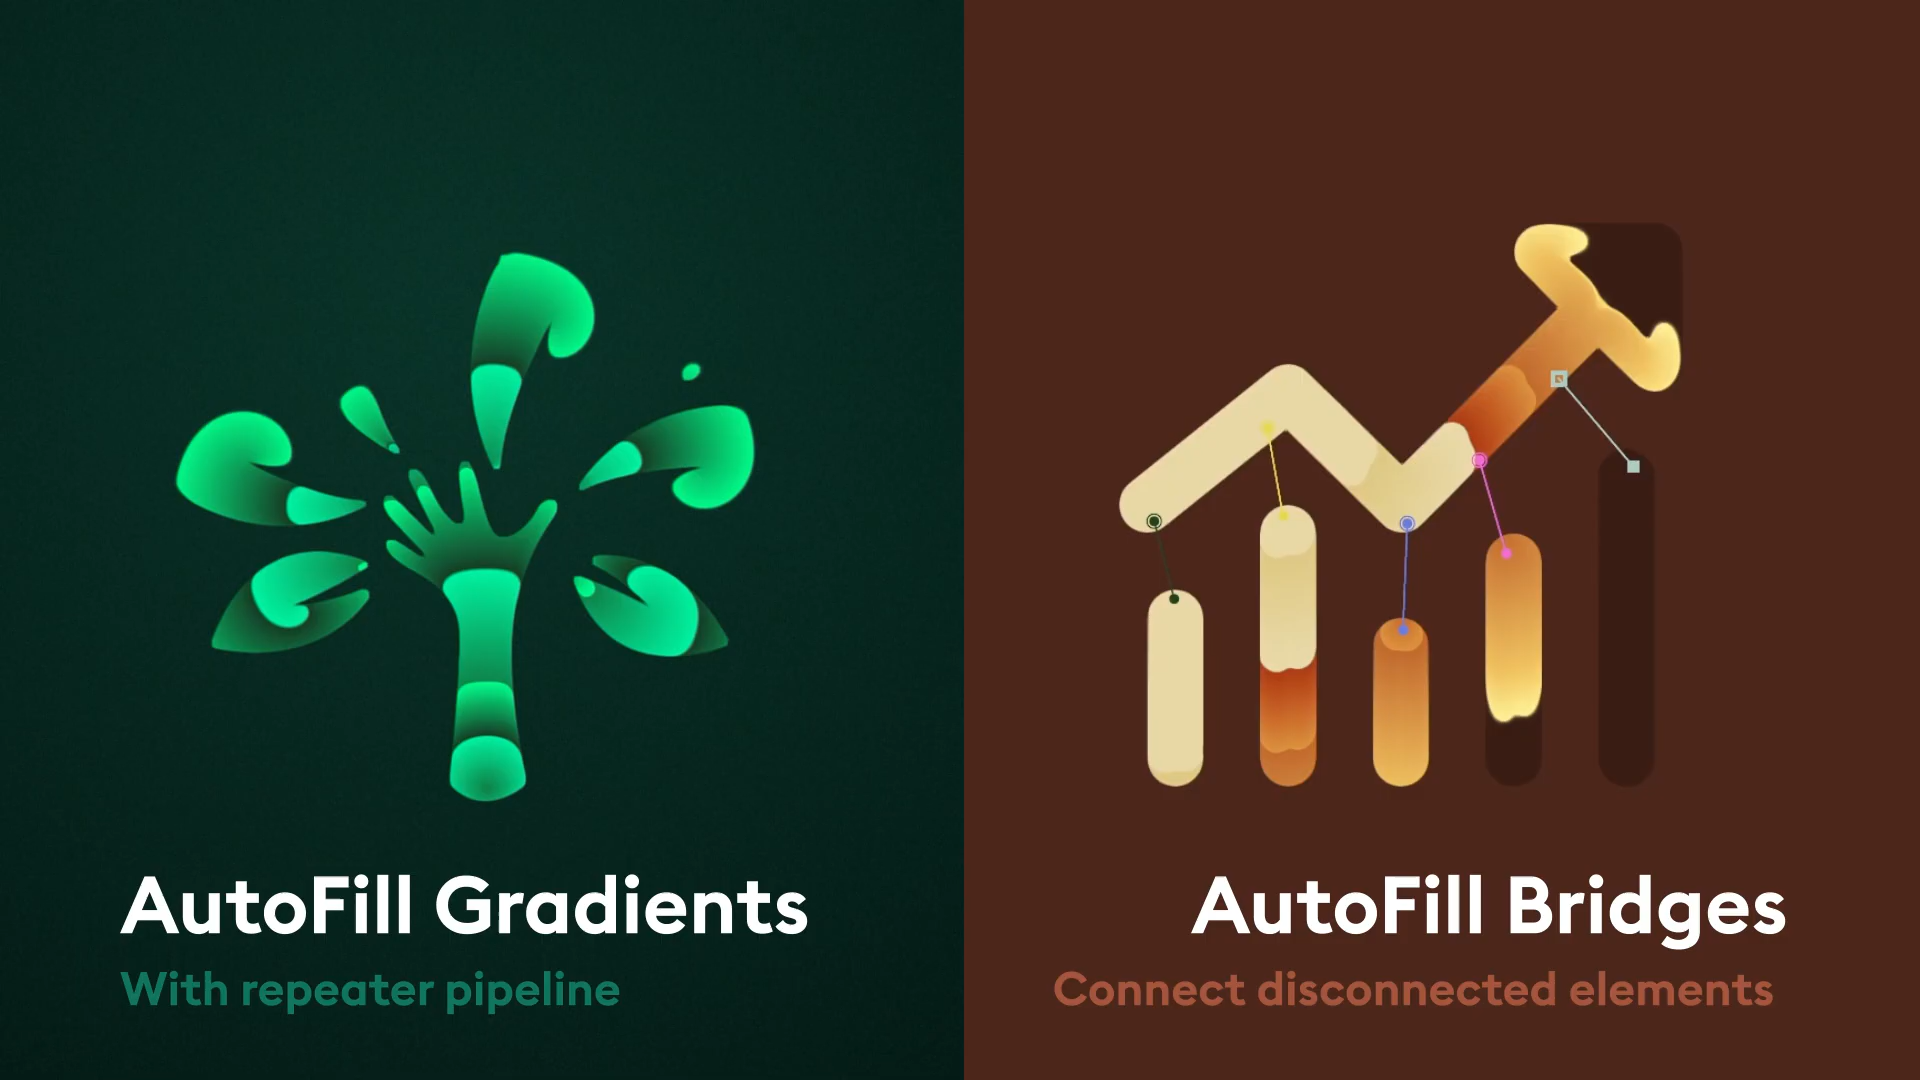 AutoFill Gradients
With repeater pipeline
AutoFill Bridges
Connect disconnected elements